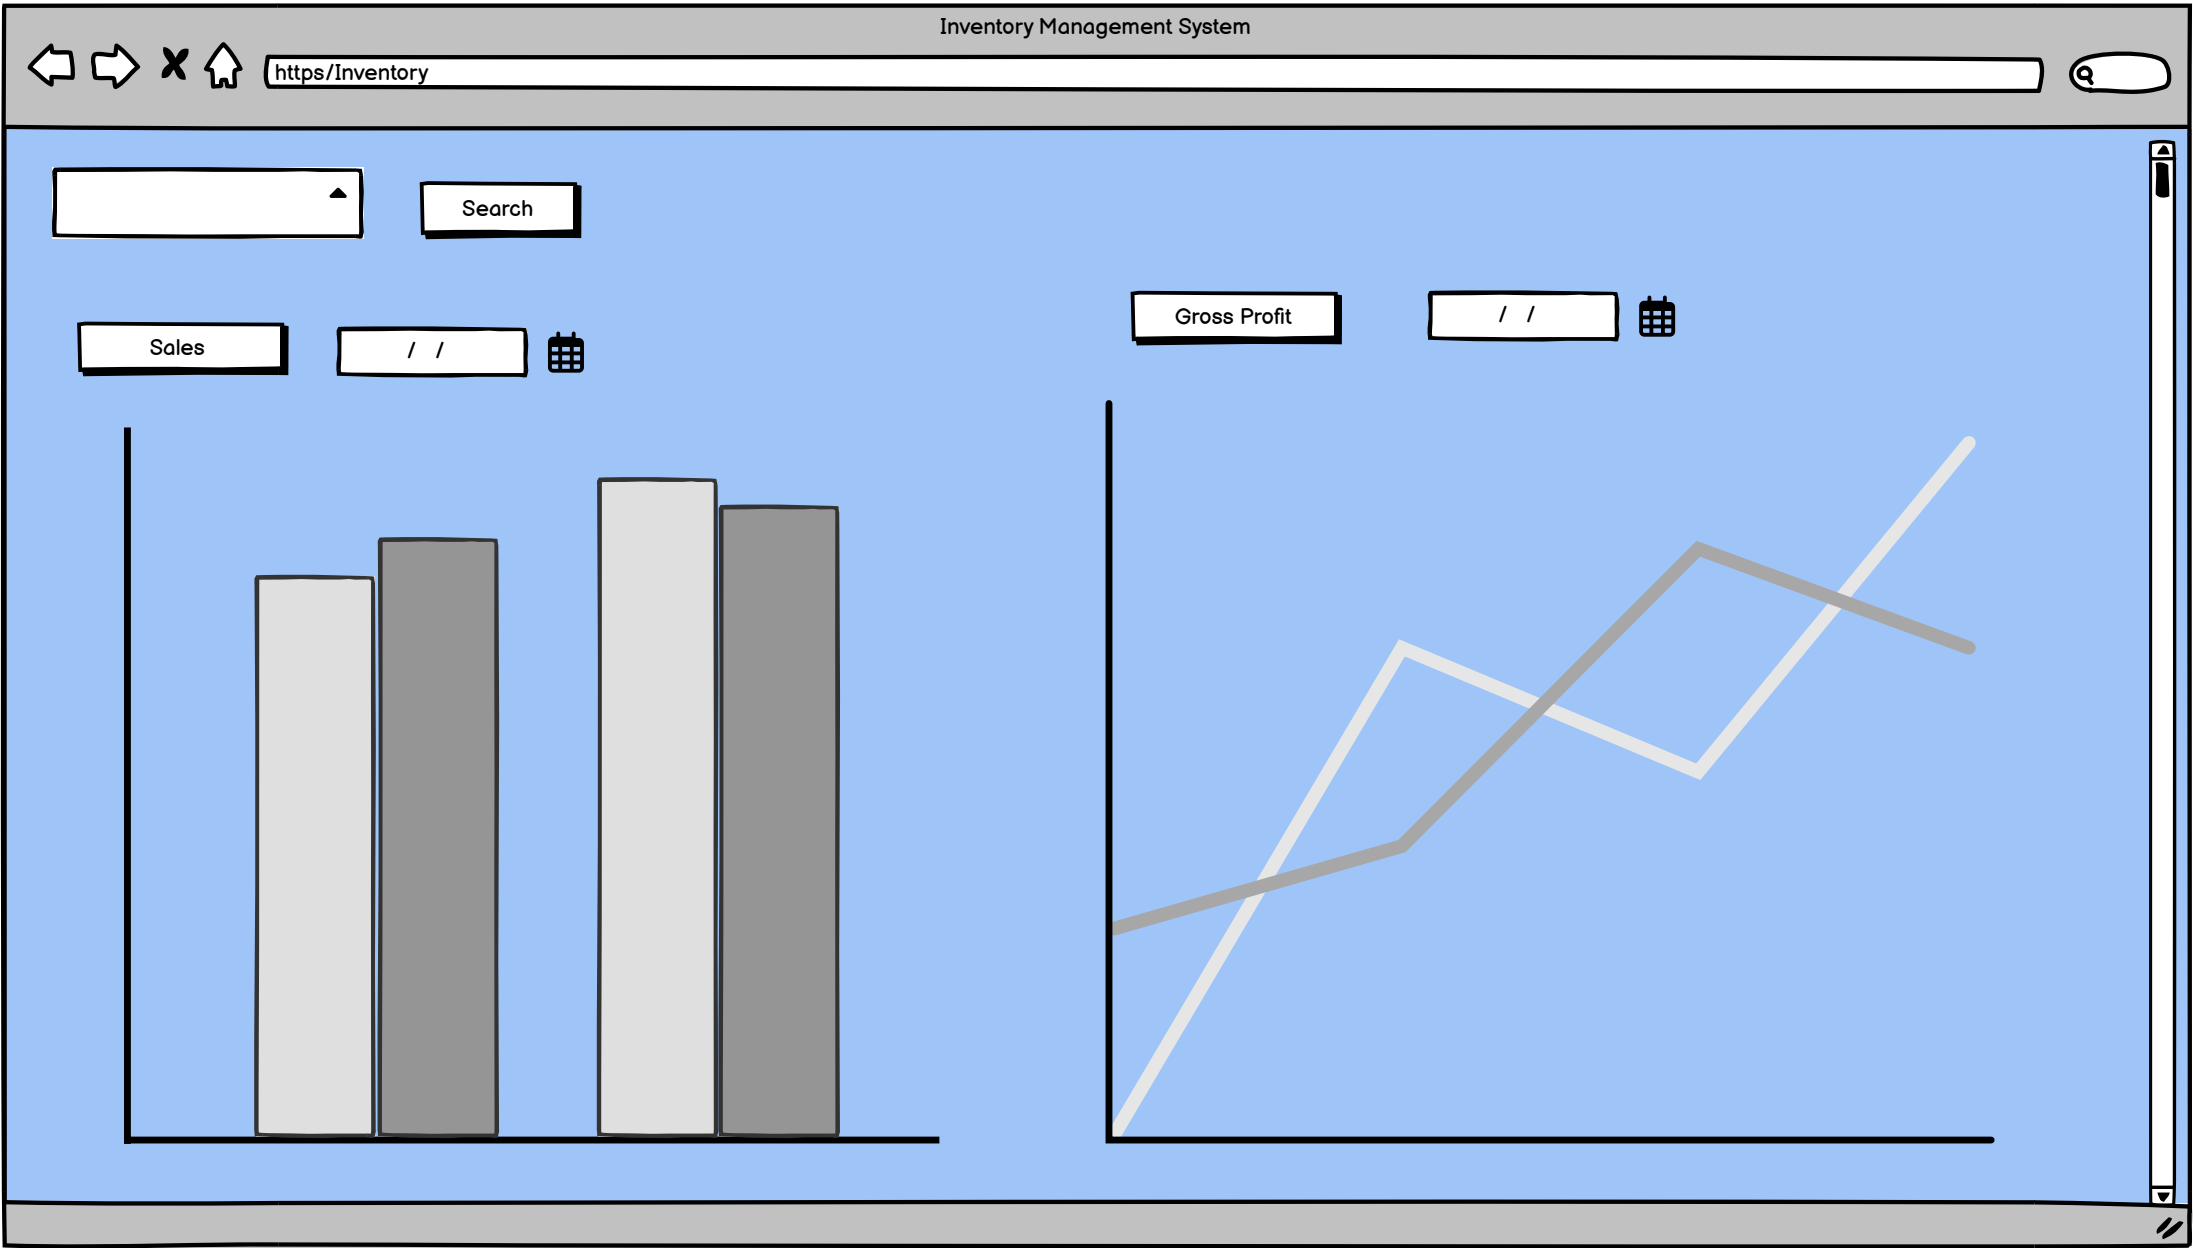 Inventory Management System
https/Inventory
Search
Sales
/ /
Gross Profit
/ /